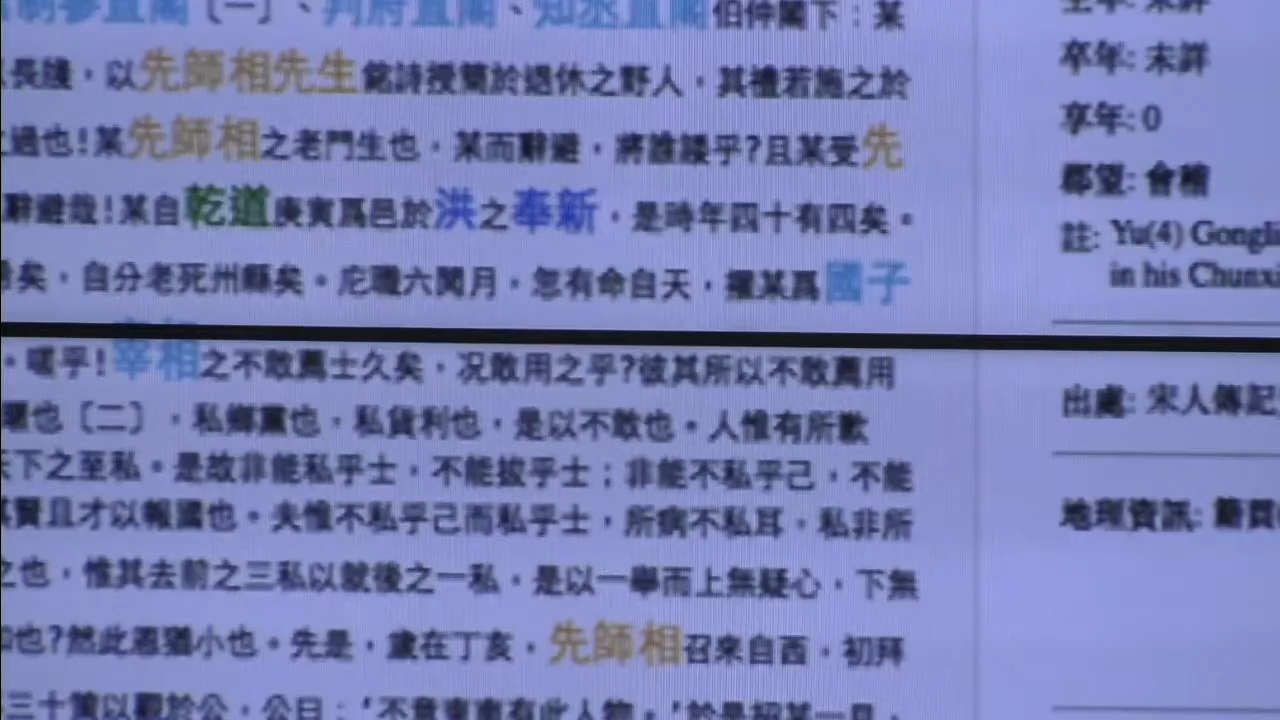 朝參直閣〔一〕、判府直閣、知丞直閣伯仲閣下：某
長牋，以先師相先生銘詩授簡於退休之野人，其禮若施之於
過也!某先師相之老門生也，某而辭避，將誰諉乎?且某受先
辭避哉!某自乾道庚寅爲邑於洪之奉新，是時年四十有四矣。
矣，自分老死州縣矣。庀職六閱月，忽有命自天，擢某爲國子
。嗟乎!宰相之不敢薦士久矣，况敢用之乎?彼其所以不敢薦用
也〔二〕，私鄉黨也，私貨利也，是以不敢也。人惟有所歉
下之至私。是故非能私乎士，不能拔乎士；非能不私乎己，不能
賢且才以報國也。夫惟不私乎己而私乎士，所病不私耳，私非所
之也，惟其去前之三私以就後之一私，是以一舉而上無疑心，下無
也?然此恩猶小也。先是，歲在丁亥，先師相召來自西，初拜
三十策以觀於公，公曰：'不意東南有此人物。'於是招某一見，
生年: 未詳
卒年: 未詳
享年: 0
郡望: 會稽
註: Yu(4) Gongli
in his Chunxi
出處: 宋人傳記
地理資訊: 籍貫